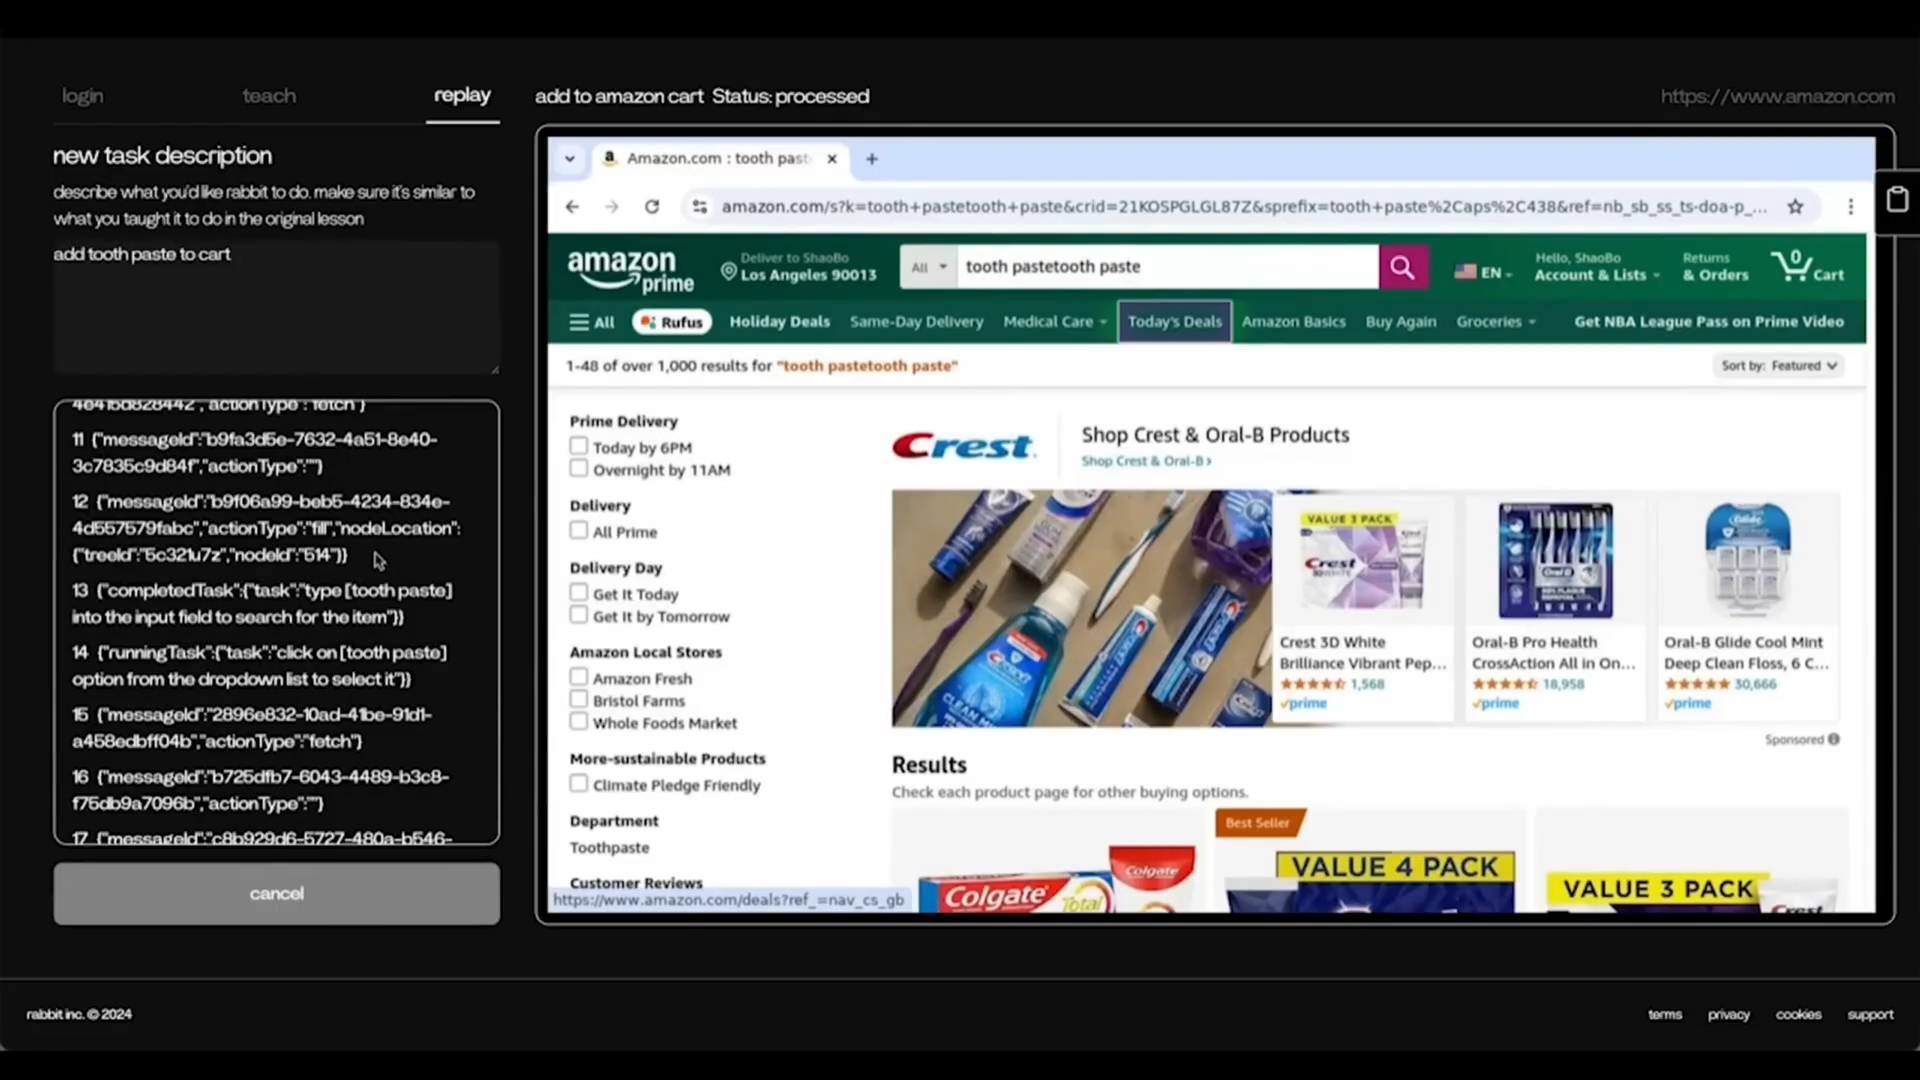 login
teach
replay
new task description
describe what you'd like rabbit to do. make sure it's similar to
what you taught it to do in the original lesson
add tooth paste to cart
11 {"messageId":"b9fa3d5e-7632-4a51-8e40-
3c7835c9d84f","actionType":""}
12 {"messageId":"b9f06a99-beb5-4234-834e-
4d557579fabc","actionType":"fill","nodeLocation":
{"treeId":"5c321u7z","nodeId":"514"}}
13 {"completedTask":{"task":"type [tooth paste]
into the input field to search for the item"}}
14 {"runningTask":{"task":"click on [tooth paste]
option from the dropdown list to select it"}}
15 {"messageId":"2896e832-10ad-41be-91d1-
a458edbff04b","actionType":"fetch"}
16 {"messageId":"b725dfb7-6043-4489-b3c8-
f75db9a7096b","actionType":""}
17 {"messageId":"c8b929d6-5727-480a-b546-
cancel
add to amazon cart Status: processed
https://www.amazon.com
Amazon.com : tooth past
amazon.com/s?k=tooth+pastetooth+paste&crid=21KOSPGLGL87Z&sprefix=tooth+paste%2Caps%2C438&ref=nb_sb_ss_ts-doa-p_...
amazon
prime
Deliver to ShaoBo
Los Angeles 90013
All
tooth pastetooth paste
EN
Hello, ShaoBo
Account & Lists
Returns
& Orders
0
Cart
All
Rufus
Holiday Deals
Same-Day Delivery
Medical Care
Today's Deals
Amazon Basics
Buy Again
Groceries
Get NBA League Pass on Prime Video
1-48 of over 1,000 results for "tooth pastetooth paste"
Sort by: Featured
Prime Delivery
Today by 6PM
Overnight by 11AM
Delivery
All Prime
Delivery Day
Get It Today
Get It by Tomorrow
Amazon Local Stores
Amazon Fresh
Bristol Farms
Whole Foods Market
More-sustainable Products
Climate Pledge Friendly
Department
Toothpaste
Customer Reviews
https://www.amazon.com/deals?ref_=nav_cs_gb
Crest
Shop Crest & Oral-B Products
Shop Crest & Oral-B ›
VALUE 3 PACK
Crest
3DWHITE
Crest 3D White
Brilliance Vibrant Pep...
1,568
prime
Oral-B Pro Health
CrossAction All in On...
18,958
prime
Glide
Oral-B Glide Cool Mint
Deep Clean Floss, 6 C...
30,666
prime
Sponsored
Results
Check each product page for other buying options.
Colgate
Colgate
Total
Best Seller
VALUE 4 PACK
VALUE 3 PACK
Crest
rabbit inc. © 2024
terms
privacy
cookies
support